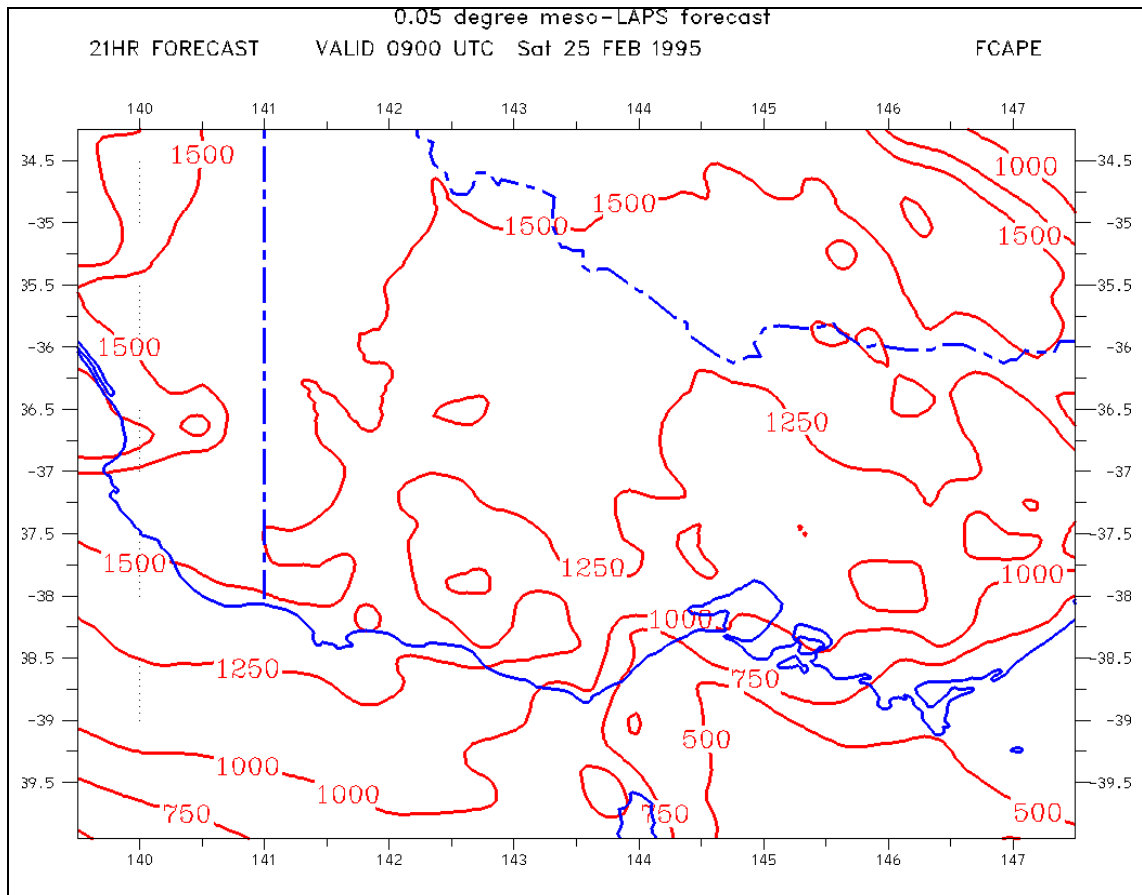 0.05 degree meso-LAPS forecast
21HR FORECAST VALID 0900 UTC Sat 25 FEB 1995 FCAPE
140 141 142 143 144 145 146 147
-34.5 1500 1000 -34.5
-35 1500 1500 1500 -35
-35.5 -35.5
-36 1500 -36
-36.5 1250 -36.5
-37 -37
-37.5 -37.5
1500 1250 1000
-38 1000 -38
-38.5 1250 750 -38.5
-39 500 -39
1000 1000
-39.5 750 750 500 -39.5
140 141 142 143 144 145 146 147